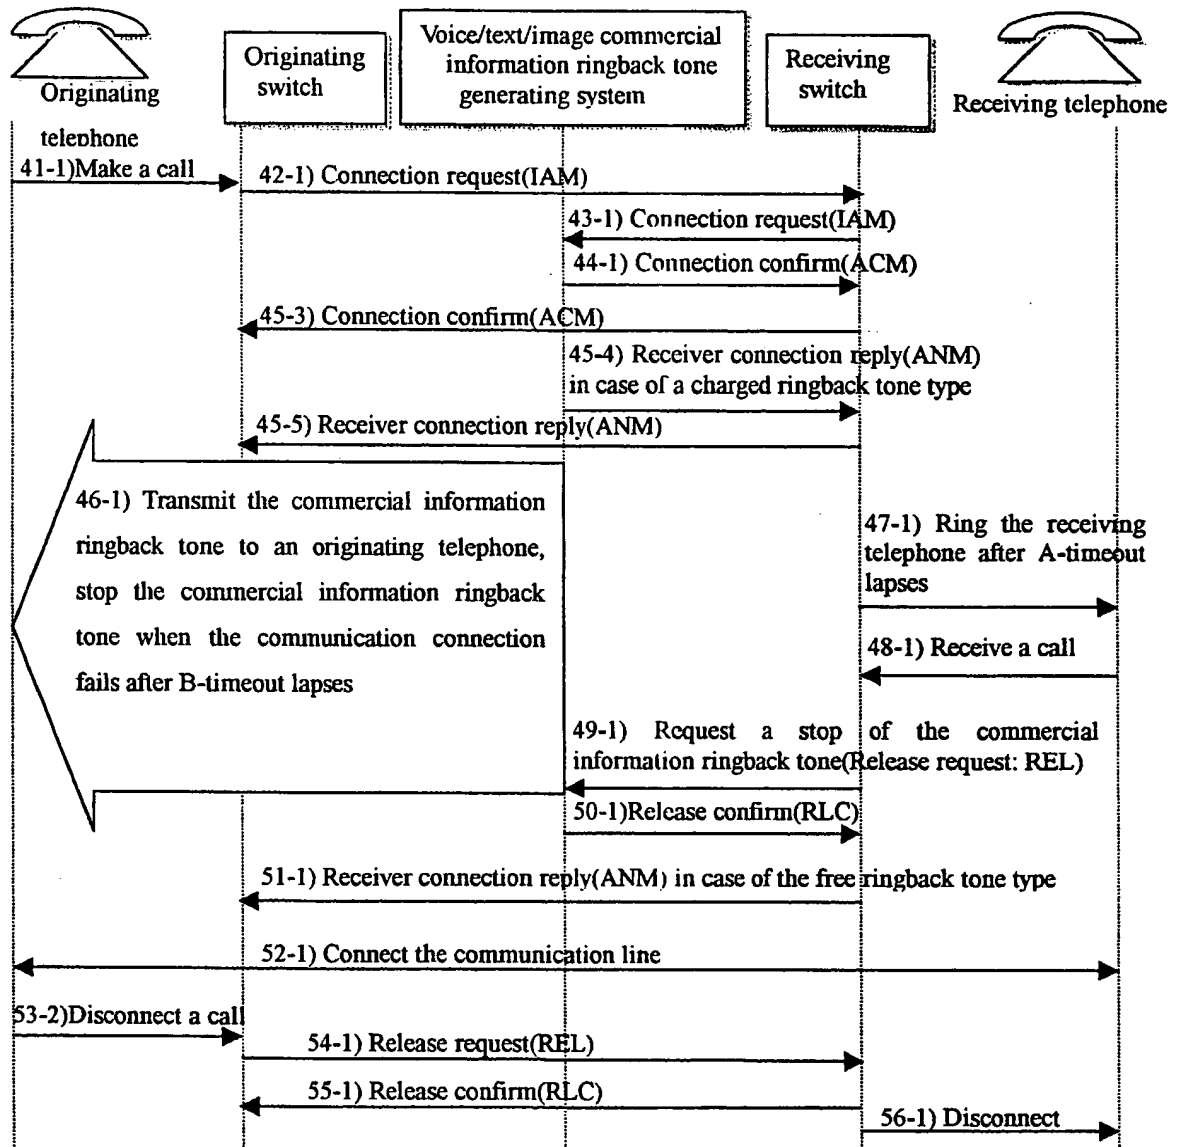 Originating
telephone
Originating
switch
Voice/text/image commercial
information ringback tone
generating system
Receiving
switch
Receiving telephone
41-1)Make a call
42-1) Connection request(IAM)
43-1) Connection request(IAM)
44-1) Connection confirm(ACM)
45-3) Connection confirm(ACM)
45-4) Receiver connection reply(ANM)
in case of a charged ringback tone type
45-5) Receiver connection reply(ANM)
46-1) Transmit the commercial information
ringback tone to an originating telephone,
stop the commercial information ringback
tone when the communication connection
fails after B-timeout lapses
47-1) Ring the receiving
telephone after A-timeout
lapses
48-1) Receive a call
49-1) Request a stop of the commercial
information ringback tone(Release request: REL)
50-1)Release confirm(RLC)
51-1) Receiver connection reply(ANM) in case of the free ringback tone type
52-1) Connect the communication line
53-2)Disconnect a call
54-1) Release request(REL)
55-1) Release confirm(RLC)
56-1) Disconnect